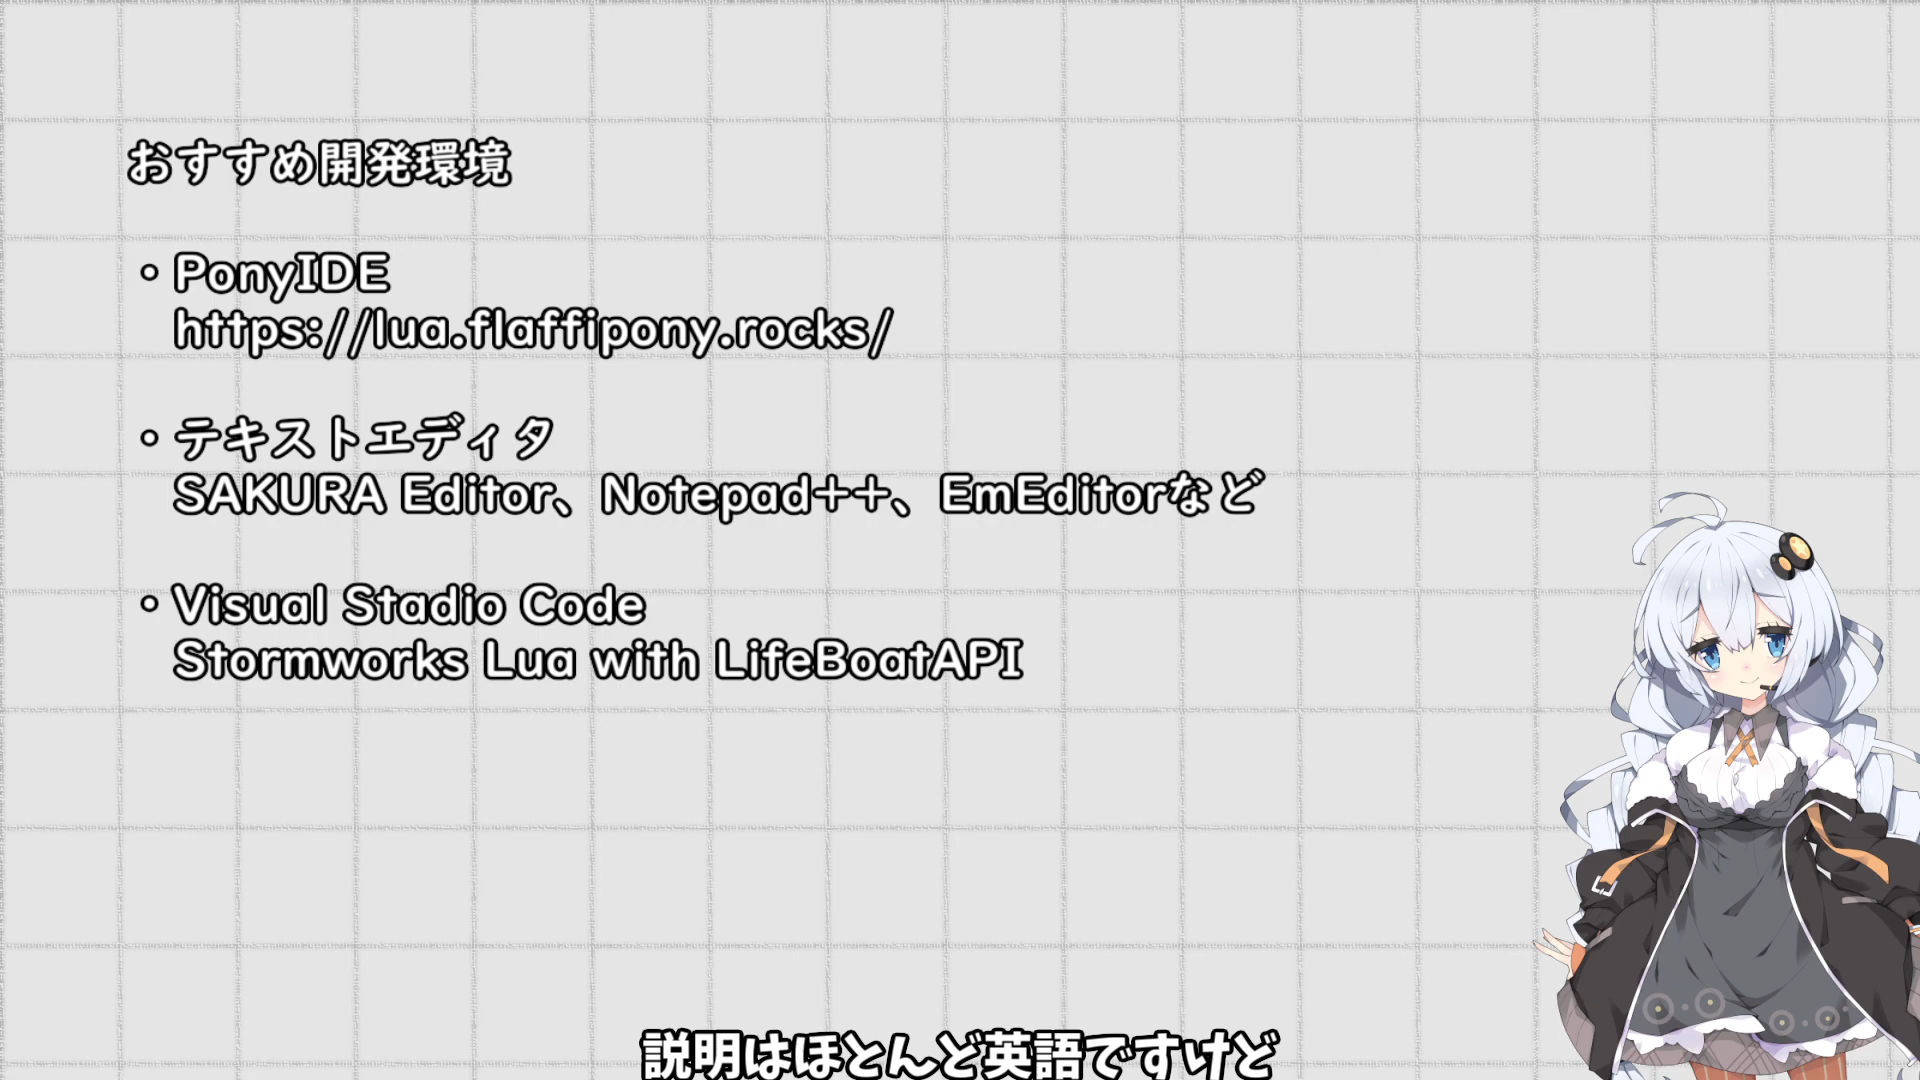 おすすめ開発環境
・PonyIDE
https://lua.flaffipony.rocks/
・テキストエディタ
SAKURA Editor、Notepad++、EmEditorなど
・Visual Stadio Code
Stormworks Lua with LifeBoatAPI
説明はほとんど英語ですけど